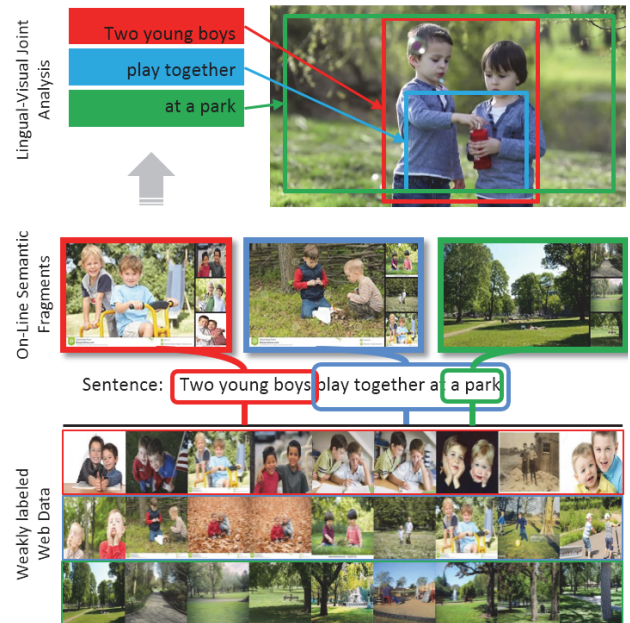 Lingual-Visual Joint
Analysis
Two young boys
play together
at a park
On-Line Semantic
Fragments
Sentence: Two young boys play together at a park
Weakly labeled
Web Data